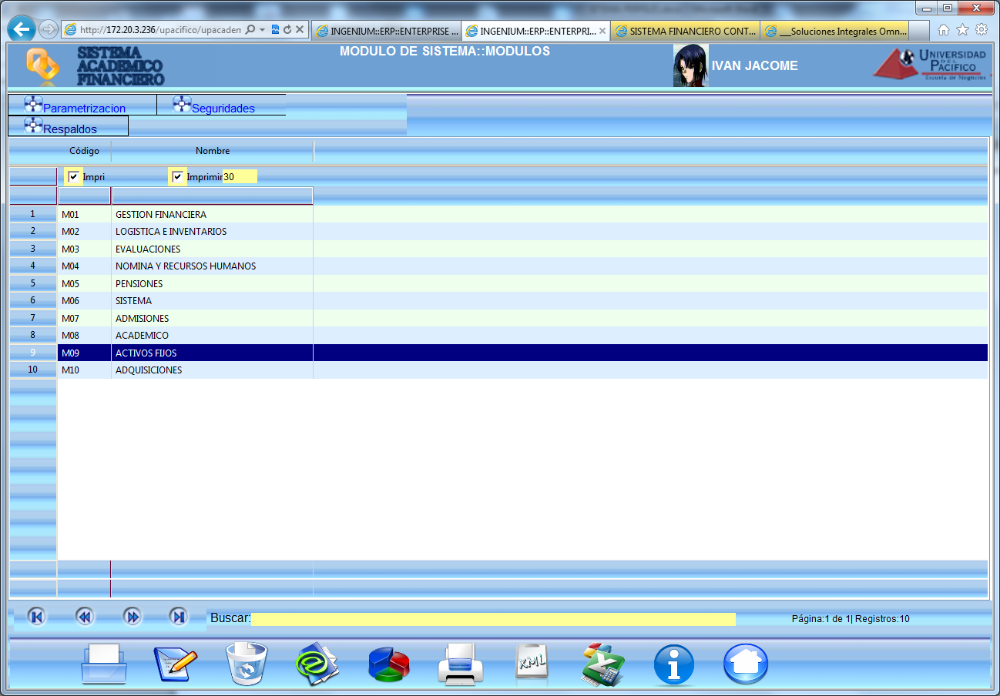 http://172.20.3.236/upacifico/upacadem
INGENIUM::ERP::ENTERPRISE ...
INGENIUM::ERP::ENTERPRI...
SISTEMA FINANCIERO CONT...
___Soluciones Integrales Omn...
SISTEMA
ACADEMICO
FINANCIERO
MODULO DE SISTEMA::MODULOS
IVAN JACOME
UNIVERSIDAD
DEL
PACÍFICO
Escuela de Negocios
Parametrizacion
Seguridades
Respaldos
Código Nombre
Impri Imprimir 30
1 M01 GESTION FINANCIERA
2 M02 LOGISTICA E INVENTARIOS
3 M03 EVALUACIONES
4 M04 NOMINA Y RECURSOS HUMANOS
5 M05 PENSIONES
6 M06 SISTEMA
7 M07 ADMISIONES
8 M08 ACADEMICO
9 M09 ACTIVOS FIJOS
10 M10 ADQUISICIONES
Buscar:
Página:1 de 1| Registros:10
XML